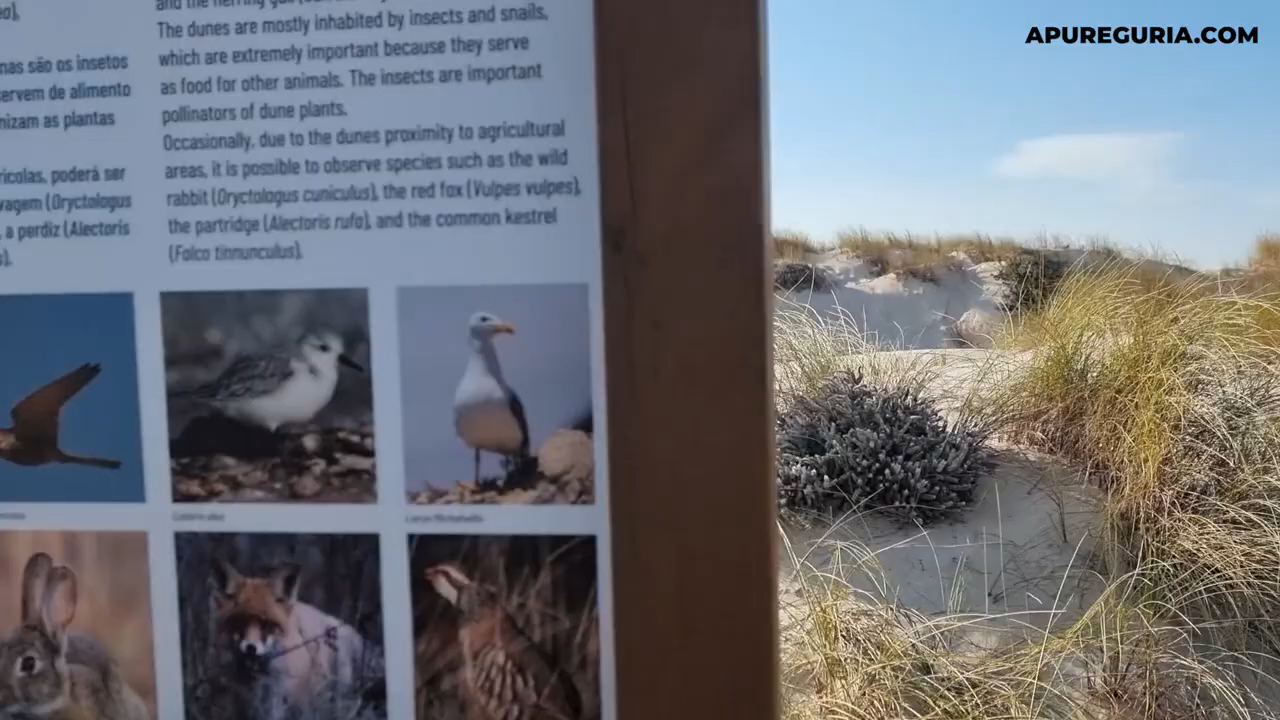 eo),
nas são os insetos
servem de alimento
nizam as plantas
ricolas, poderá ser
vagem (Oryctolagus
, a perdiz (Alectoris
s).
and the herring gull
The dunes are mostly inhabited by insects and snails,
which are extremely important because they serve
as food for other animals. The insects are important
pollinators of dune plants.
Occasionally, due to the dunes proximity to agricultural
areas, it is possible to observe species such as the wild
rabbit (Oryctolagus cuniculus), the red fox (Vulpes vulpes),
the partridge (Alectoris rufa), and the common kestrel
(Falco tinnunculus).
Calidris alba
Larus Michahellis
APUREGURIA.COM